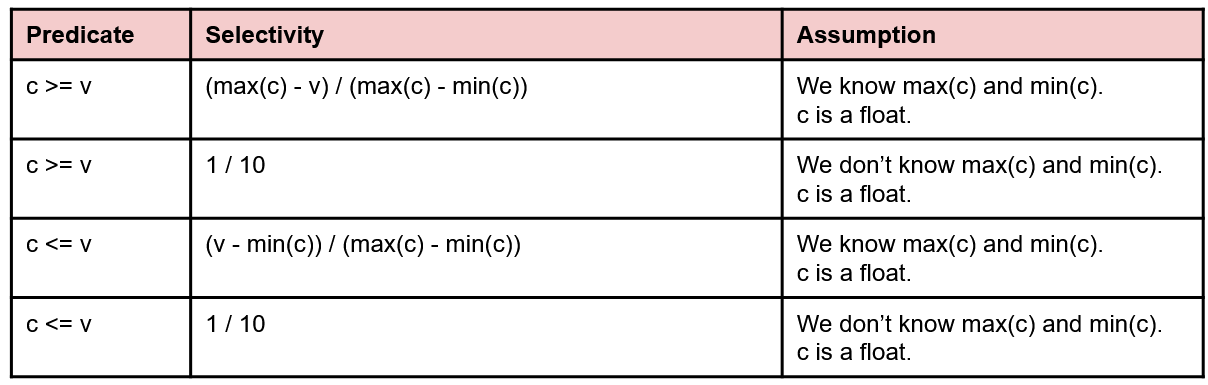 Predicate Selectivity Assumption
c >= v (max(c) - v) / (max(c) - min(c)) We know max(c) and min(c).
c is a float.
c >= v 1 / 10 We don’t know max(c) and min(c).
c is a float.
c <= v (v - min(c)) / (max(c) - min(c)) We know max(c) and min(c).
c is a float.
c <= v 1 / 10 We don’t know max(c) and min(c).
c is a float.